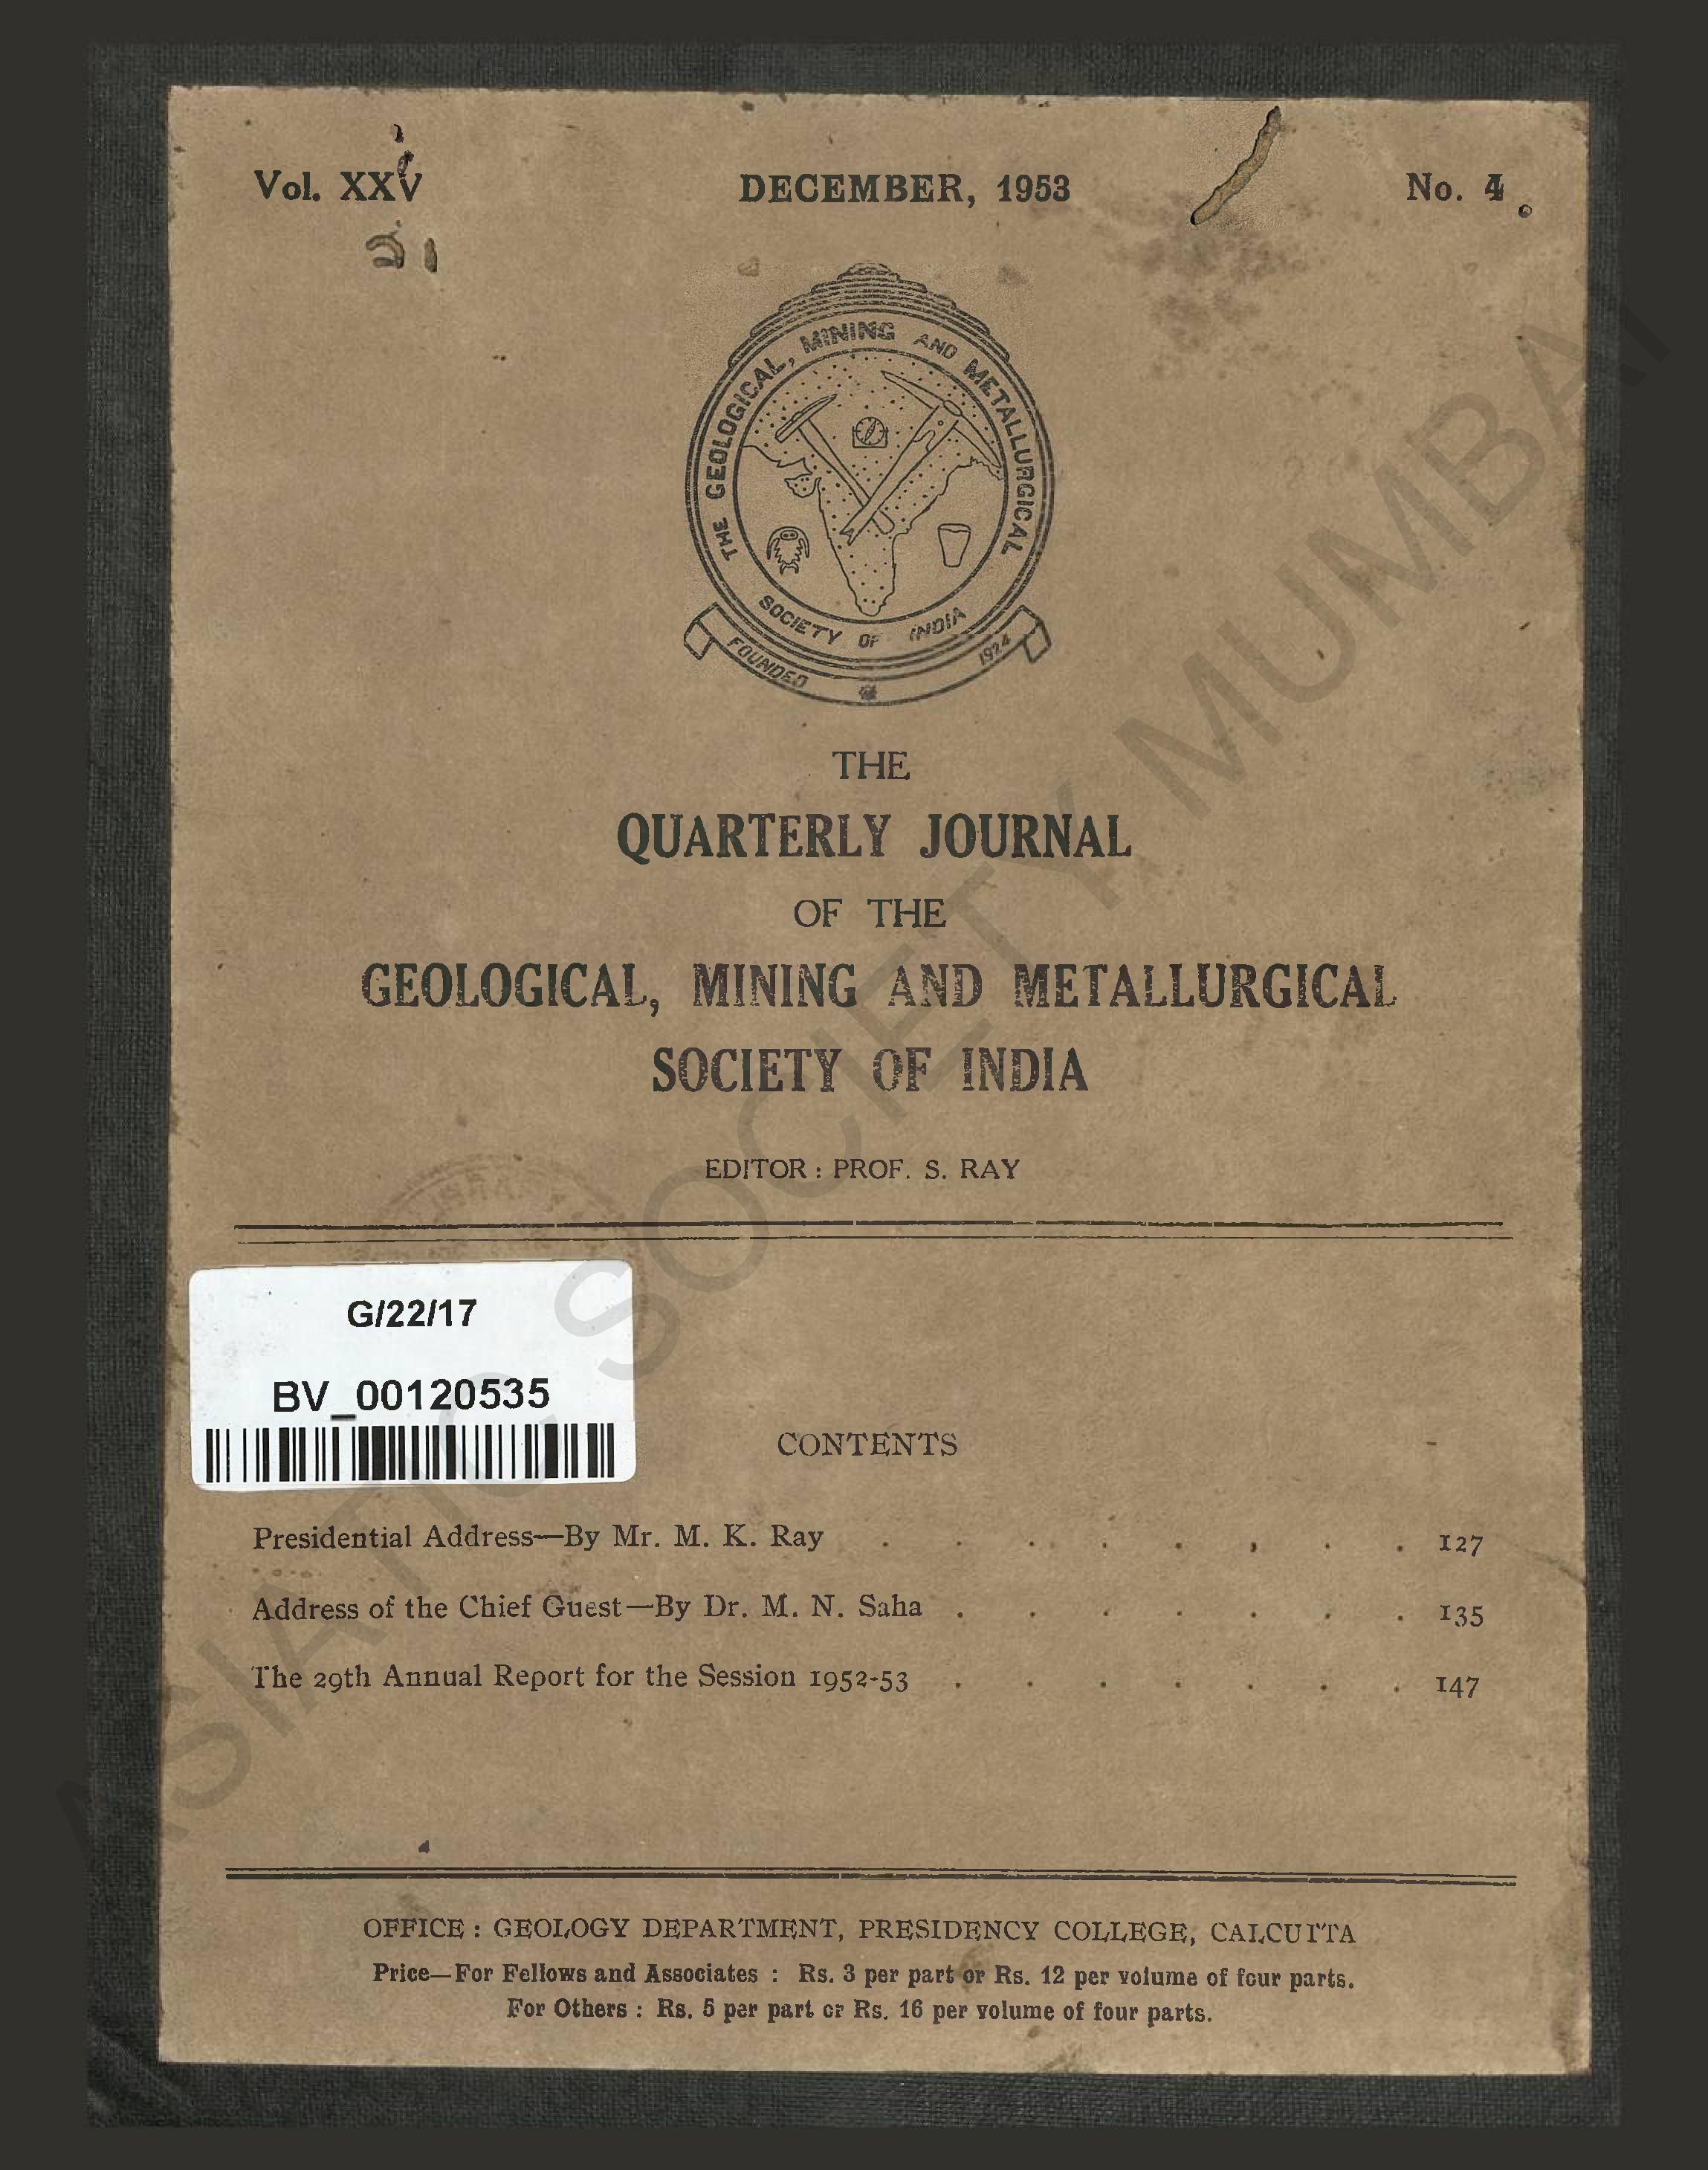 Vol. XXV DECEMBER, 1953 No. 4
THE GEOLOGICAL, MINING AND METALLURGICAL
SOCIETY OF INDIA
FOUNDED 1924
THE
QUARTERLY JOURNAL
OF THE
GEOLOGICAL, MINING AND METALLURGICAL
SOCIETY OF INDIA
EDITOR : PROF. S. RAY
G/22/17
BV_00120535
CONTENTS
Presidential Address—By Mr. M. K. Ray . . . . . . . . 127
Address of the Chief Guest—By Dr. M. N. Saha . . . . . . . 135
The 29th Annual Report for the Session 1952-53 . . . . . . . 147
OFFICE : GEOLOGY DEPARTMENT, PRESIDENCY COLLEGE, CALCUTTA
Price—For Fellows and Associates : Rs. 3 per part or Rs. 12 per volume of four parts.
For Others : Rs. 5 per part or Rs. 16 per volume of four parts.
ASIATIC SOCIETY MUMBAI